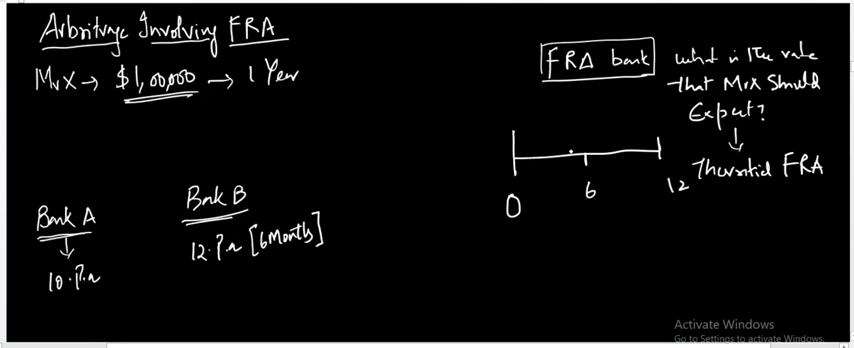 Arbitrage Involving FRA
Mr X → $1,00,000 → 1 Year
FRA bank
What is the rate
that Mr X Should
Expect?
Theoretical FRA
0 6 12
Bank A
10.P.a
Bank B
12.P.a [6 Months]
Activate Windows
Go to Settings to activate Windows.